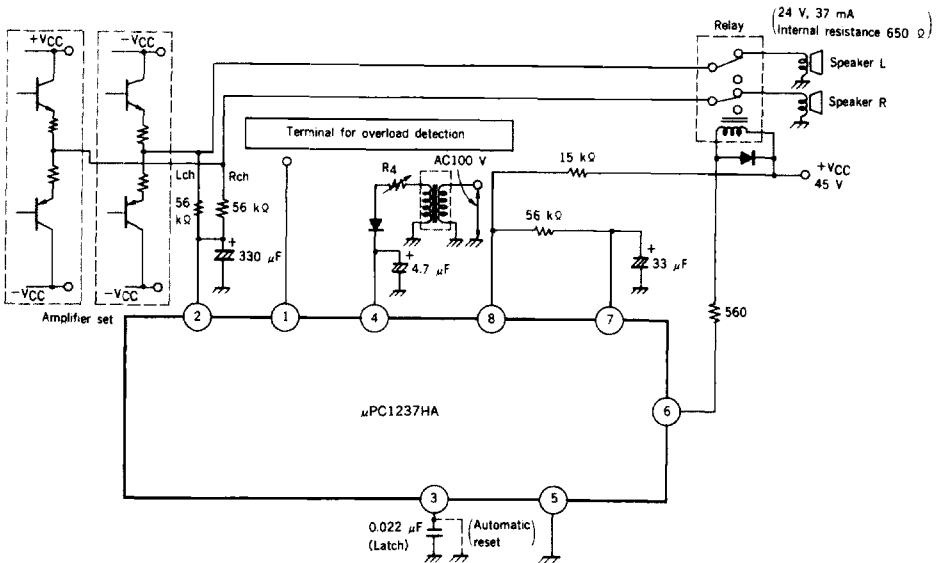 (24 V, 37 mA
Internal resistance 650 Ω)
Relay
+VCC
-VCC
Speaker L
Speaker R
Terminal for overload detection
AC100 V
R4
15 kΩ
+VCC
45 V
Lch
Rch
56
kΩ
56 kΩ
56 kΩ
+
330 μF
+
4.7 μF
+
33 μF
560
-VCC
-VCC
Amplifier set
2
1
4
8
7
μPC1237HA
6
3
5
0.022 μF
(Latch)
(Automatic
reset)